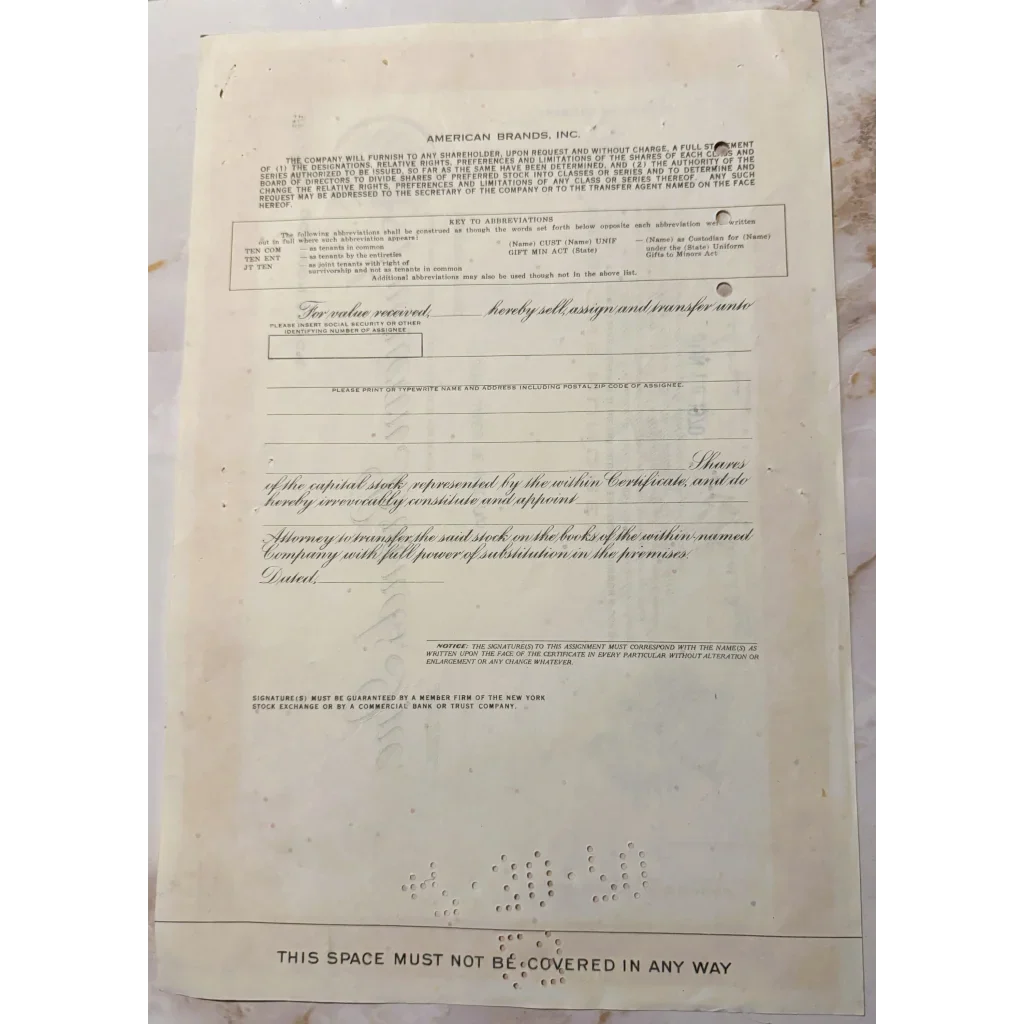 AMERICAN BRANDS, INC.
THE COMPANY WILL FURNISH TO ANY SHAREHOLDER, UPON REQUEST AND WITHOUT CHARGE, A FULL STATEMENT
OF (1) THE DESIGNATIONS, RELATIVE RIGHTS, PREFERENCES AND LIMITATIONS OF THE SHARES OF EACH CLASS AND
SERIES AUTHORIZED TO BE ISSUED, SO FAR AS THE SAME HAVE BEEN DETERMINED, AND (2) THE AUTHORITY OF THE
BOARD OF DIRECTORS TO DIVIDE SHARES OF PREFERRED STOCK INTO CLASSES OR SERIES AND TO DETERMINE AND
CHANGE THE RELATIVE RIGHTS, PREFERENCES AND LIMITATIONS OF ANY CLASS OR SERIES THEREOF. ANY SUCH
REQUEST MAY BE ADDRESSED TO THE SECRETARY OF THE COMPANY OR TO THE TRANSFER AGENT NAMED ON THE FACE
HEREOF.
KEY TO ABBREVIATIONS
The following abbreviations shall be construed as though the words set forth below opposite each abbreviation were written
out in full where such abbreviation appears:
TEN COM — as tenants in common (Name) CUST (Name) UNIF — (Name) as Custodian for (Name)
TEN ENT — as tenants by the entireties GIFT MIN ACT (State) under the (State) Uniform
JT TEN — as joint tenants with right of Gifts to Minors Act
survivorship and not as tenants in common
Additional abbreviations may also be used though not in the above list.
For value received, hereby sell, assign and transfer unto
PLEASE INSERT SOCIAL SECURITY OR OTHER
IDENTIFYING NUMBER OF ASSIGNEE
PLEASE PRINT OR TYPEWRITE NAME AND ADDRESS INCLUDING POSTAL ZIP CODE OF ASSIGNEE.
Shares
of the capital stock represented by the within Certificate, and do
hereby irrevocably constitute and appoint
Attorney to transfer the said stock on the books of the within-named
Company with full power of substitution in the premises.
Dated,
NOTICE: THE SIGNATURE(S) TO THIS ASSIGNMENT MUST CORRESPOND WITH THE NAME(S) AS
WRITTEN UPON THE FACE OF THE CERTIFICATE IN EVERY PARTICULAR WITHOUT ALTERATION OR
ENLARGEMENT OR ANY CHANGE WHATEVER.
SIGNATURE(S) MUST BE GUARANTEED BY A MEMBER FIRM OF THE NEW YORK
STOCK EXCHANGE OR BY A COMMERCIAL BANK OR TRUST COMPANY.
THIS SPACE MUST NOT BE COVERED IN ANY WAY